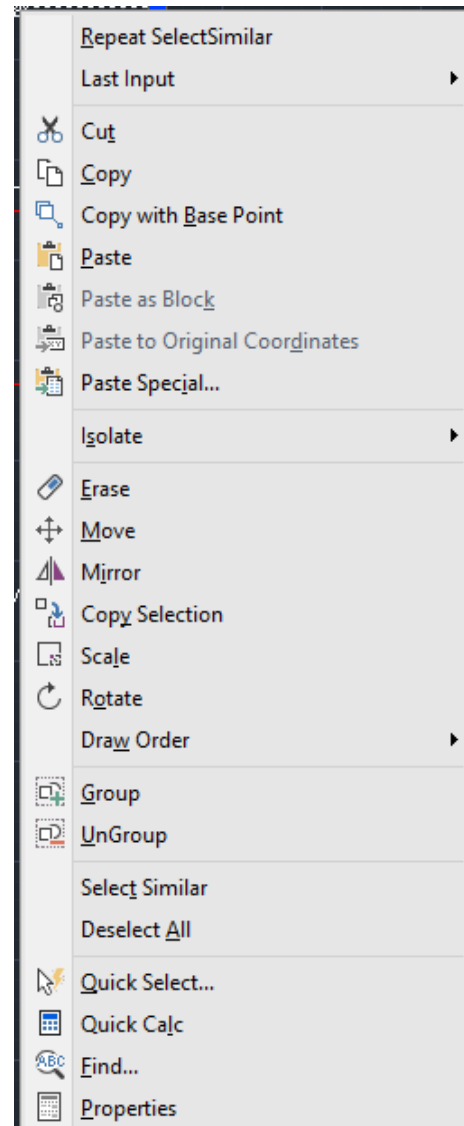 Repeat SelectSimilar
Last Input
Cut
Copy
Copy with Base Point
Paste
Paste as Block
Paste to Original Coordinates
Paste Special...
Isolate
Erase
Move
Mirror
Copy Selection
Scale
Rotate
Draw Order
Group
UnGroup
Select Similar
Deselect All
Quick Select...
Quick Calc
ABC Find...
Properties